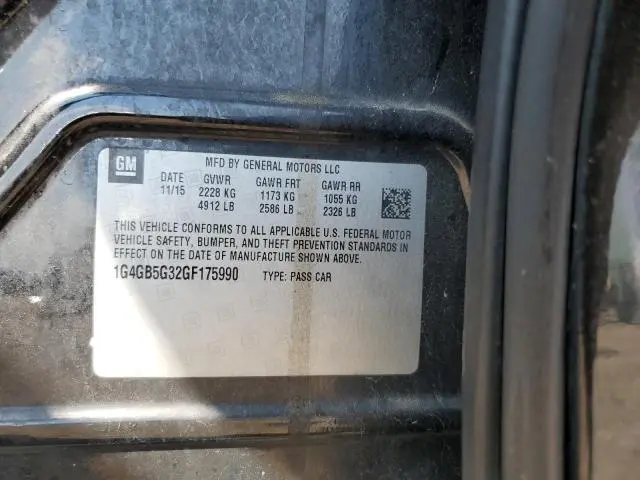 GM
MFD BY GENERAL MOTORS LLC
DATE GVWR GAWR FRT GAWR RR
11/15 2228 KG 1173 KG 1055 KG
4912 LB 2586 LB 2326 LB
THIS VEHICLE CONFORMS TO ALL APPLICABLE U.S. FEDERAL MOTOR
VEHICLE SAFETY, BUMPER, AND THEFT PREVENTION STANDARDS IN
EFFECT ON THE DATE OF MANUFACTURE SHOWN ABOVE.
1G4GB5G32GF175990 TYPE: PASS CAR